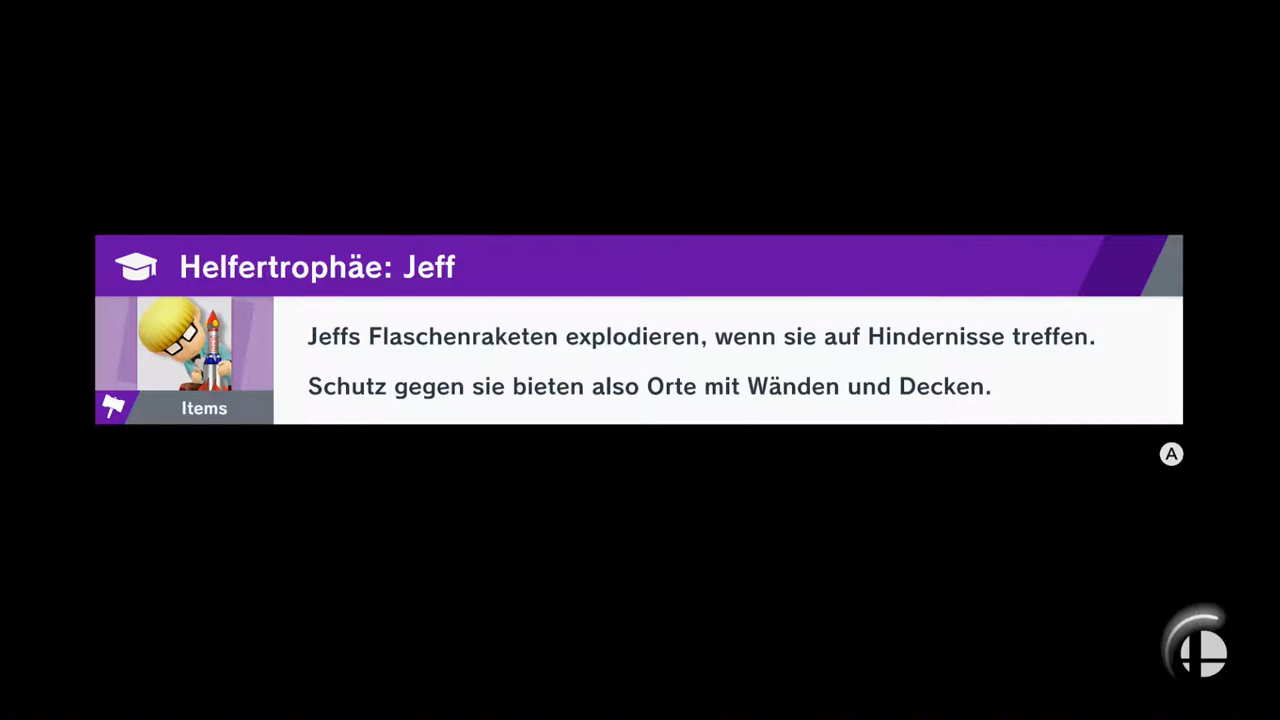 Helfertrophäe: Jeff
Jeffs Flaschenraketen explodieren, wenn sie auf Hindernisse treffen.
Schutz gegen sie bieten also Orte mit Wänden und Decken.
Items
A